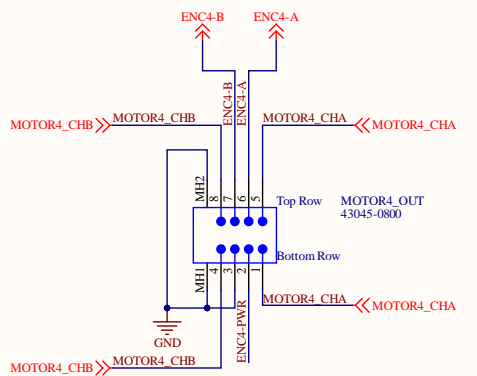 ENC4-B ENC4-A
ENC4-B
ENC4-A
MOTOR4_CHB MOTOR4_CHB MOTOR4_CHA MOTOR4_CHA
MH2 8 7 6 5
Top Row
MOTOR4_OUT
43045-0800
Bottom Row
MH1 4 3 2 1
MOTOR4_CHA MOTOR4_CHA
ENC4-PWR
GND
MOTOR4_CHB MOTOR4_CHB